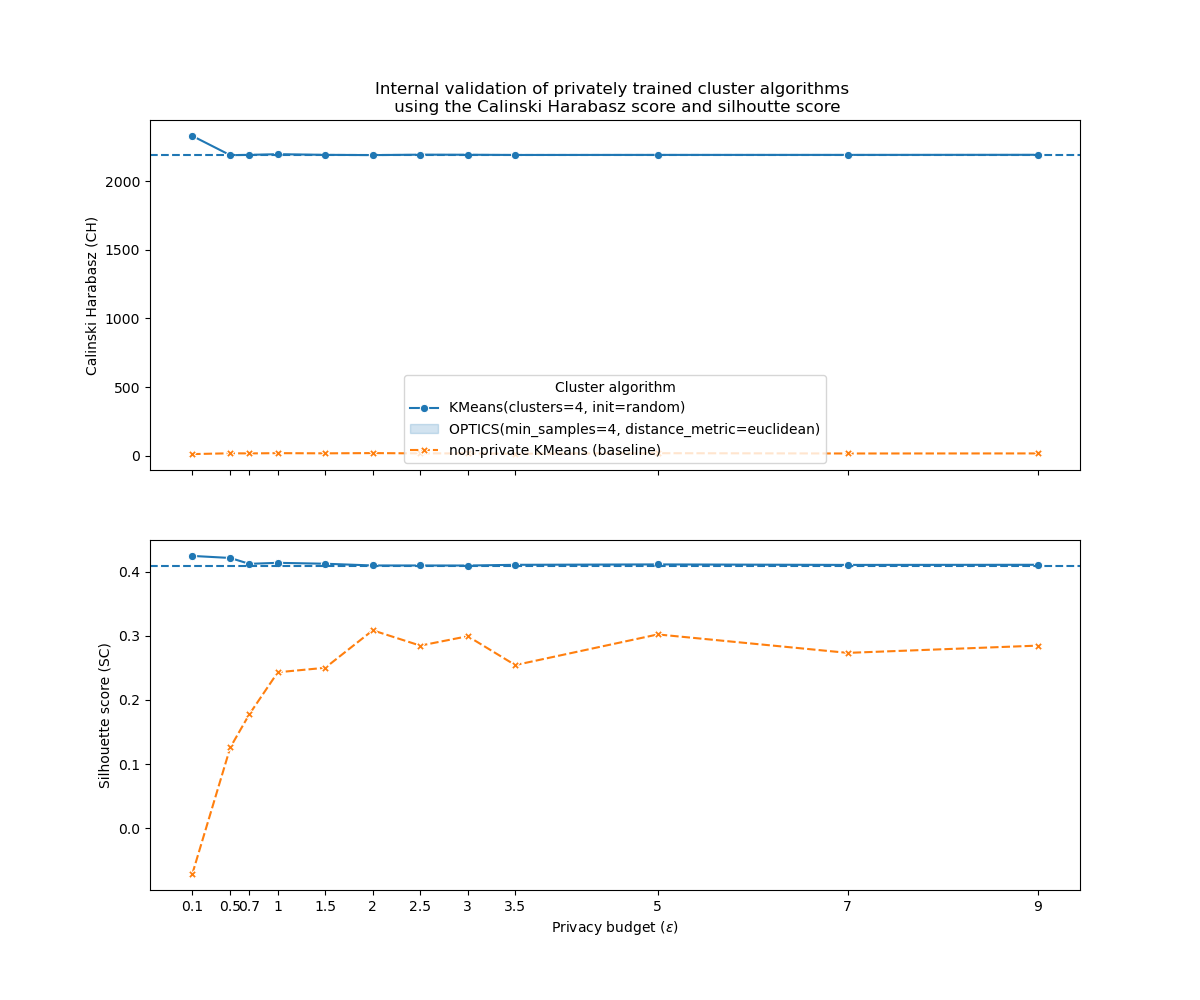 Internal validation of privately trained cluster algorithms
using the Calinski Harabasz score and silhoutte score
Calinski Harabasz (CH)
2000
1500
1000
500
0
Cluster algorithm
KMeans(clusters=4, init=random)
OPTICS(min_samples=4, distance_metric=euclidean)
non-private KMeans (baseline)
Silhouette score (SC)
0.4
0.3
0.2
0.1
0.0
0.1 0.5 0.7 1 1.5 2 2.5 3 3.5 5 7 9
Privacy budget (ε)